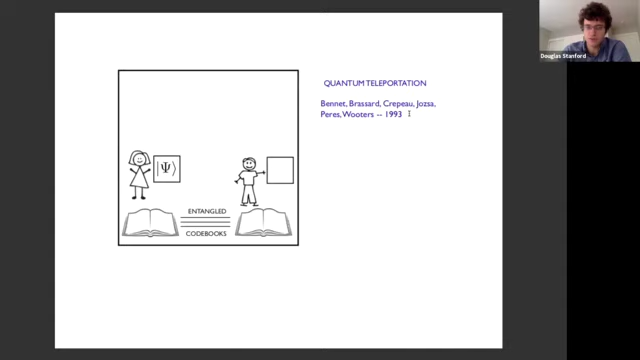 Douglas Stanford
QUANTUM TELEPORTATION
Bennet, Brassard, Crepeau, Jozsa,
Peres, Wooters -- 1993
|Ψ⟩
ENTANGLED
CODEBOOKS